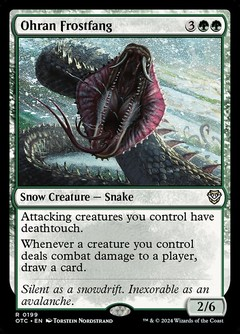 Ohran Frostfang 3
Snow Creature — Snake
Attacking creatures you control have
deathtouch.
Whenever a creature you control
deals combat damage to a player,
draw a card.
Silent as a snowdrift. Inexorable as
an avalanche.
2/6
R 0199
OTC • EN TORSTEIN NORDSTRAND
™ & © 2024 Wizards of the Coast